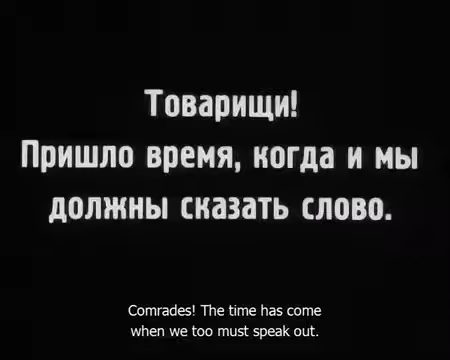 Товарищи!
Пришло время, когда и мы
должны сказать слово.
Comrades! The time has come
when we too must speak out.